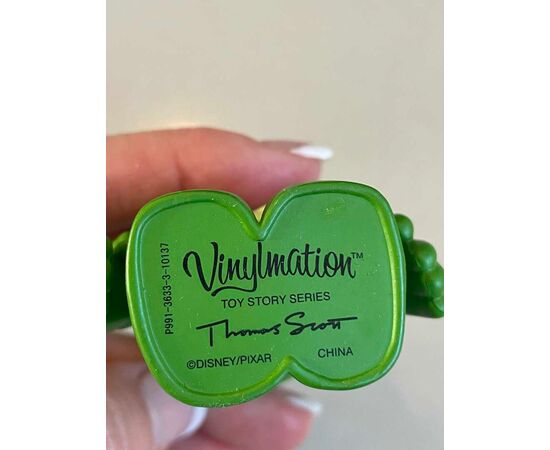 Vinylmation™
TOY STORY SERIES
Thomas Scott
©DISNEY/PIXAR CHINA
P991-3633-3-10137